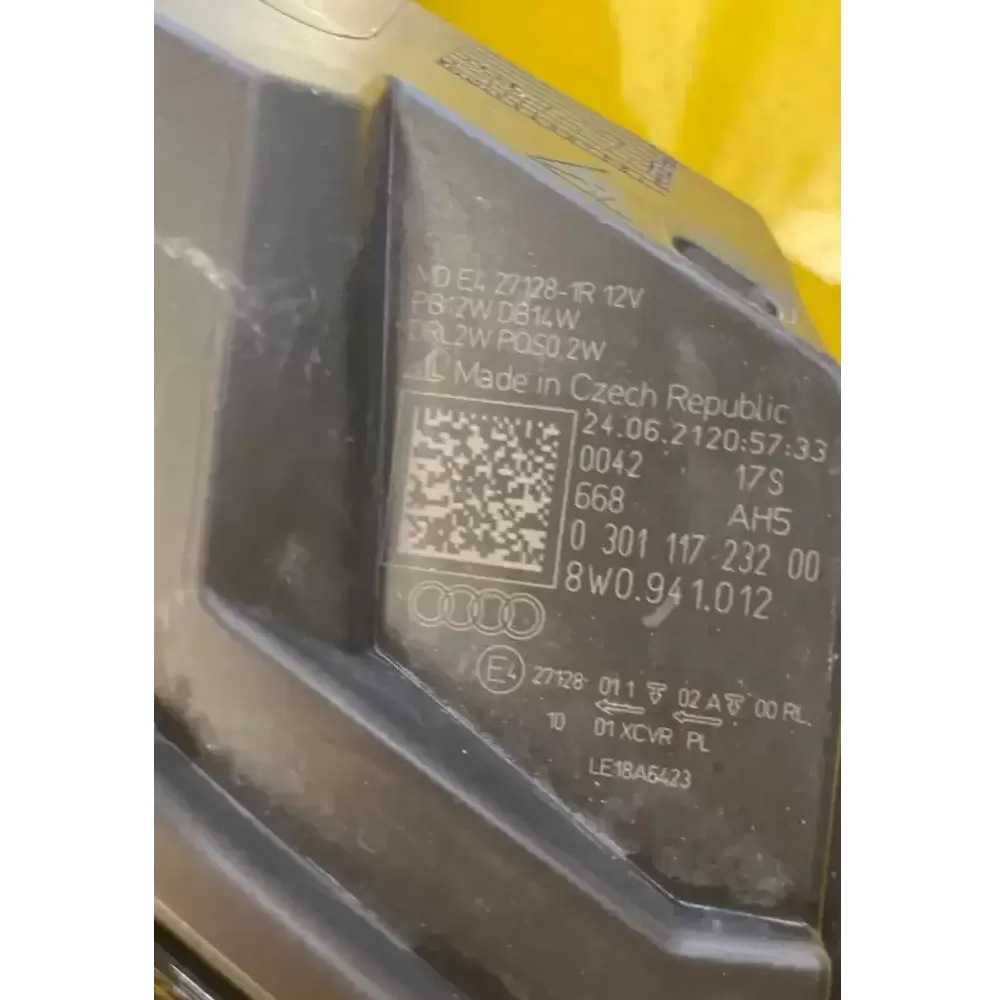 E4 27128-1R 12V
PB12W DB14W
DRL2W POS0.2W
Made in Czech Republic
24.06.2120:57:33
0042 17S
668 AH5
0 301 117 232 00
8W0.941.012
E4 27128 01 1 02 A 00 RL
10 01 XCVR PL
LE18A6423